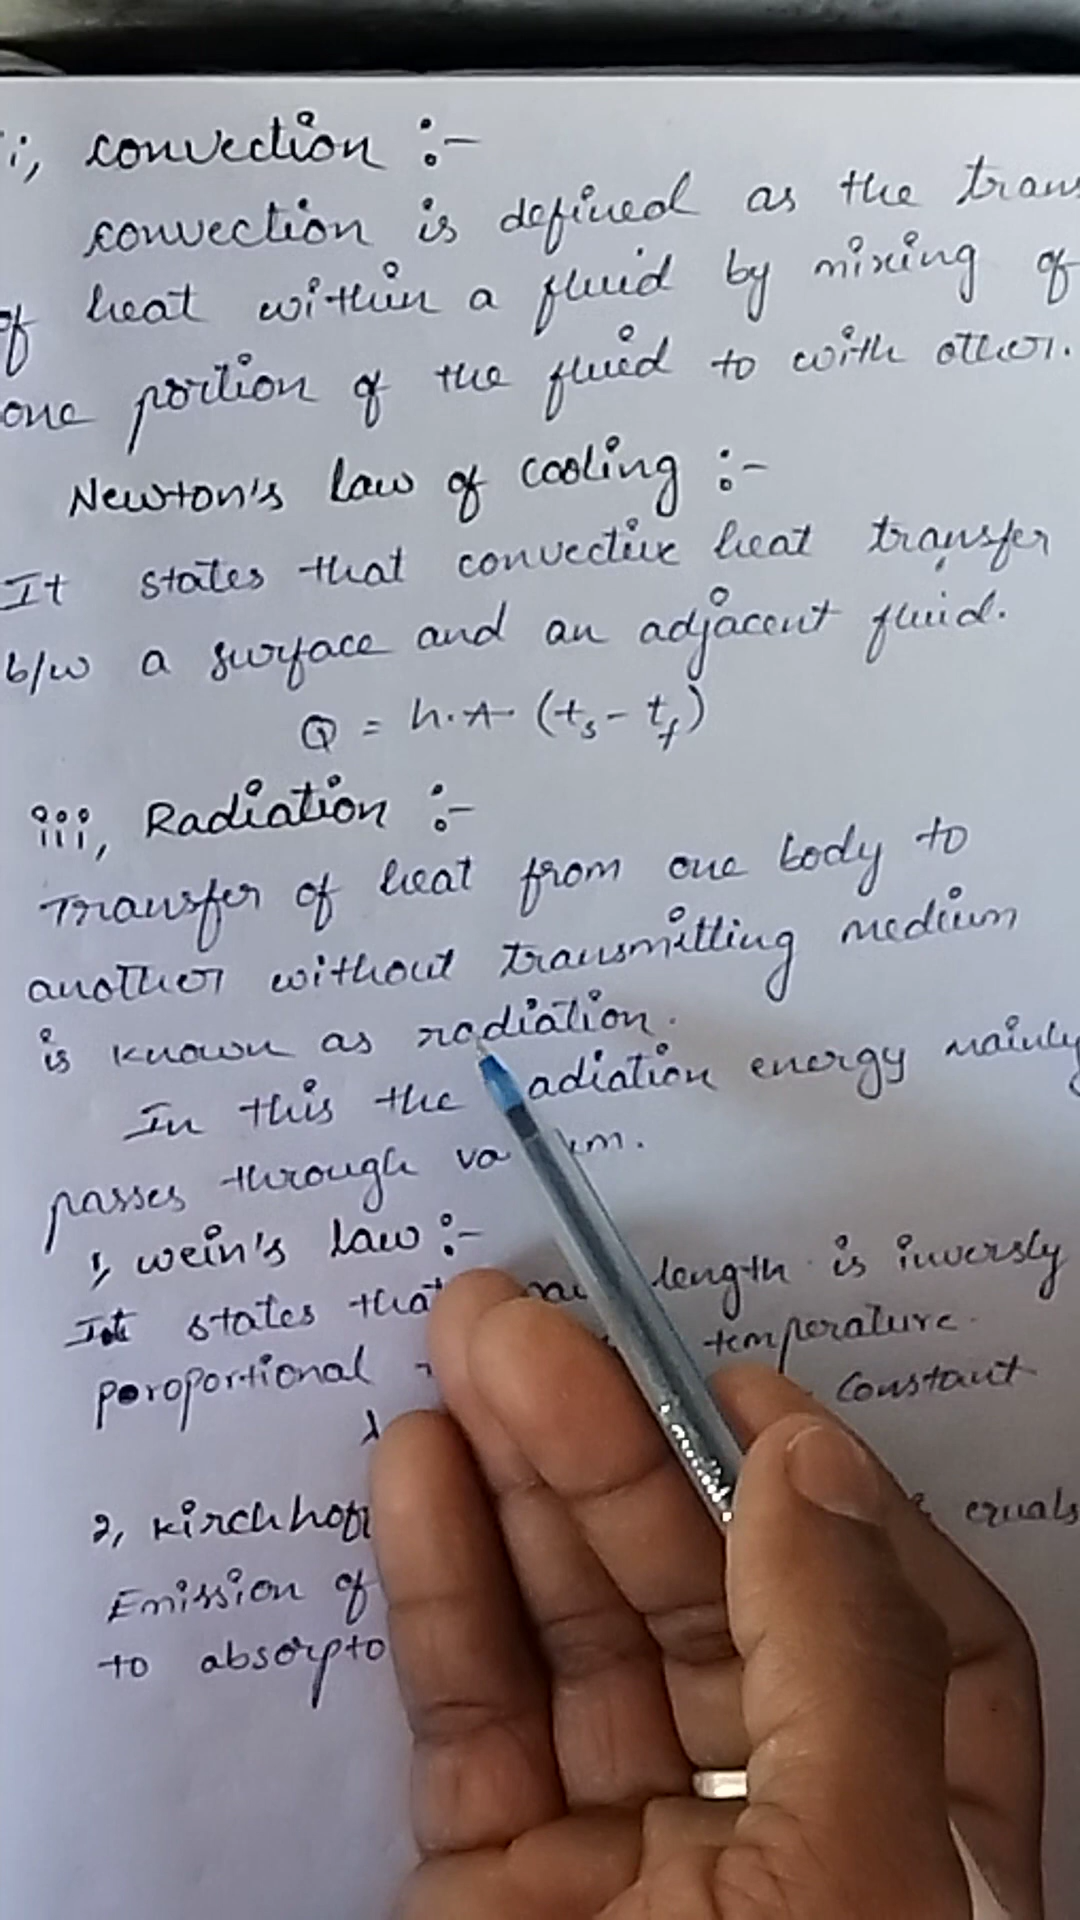 i, convection :-
convection is defined as the trans
of heat within a fluid by mixing of
one portion of the fluid to with other.
Newton's law of cooling :-
It states that convective heat transfer
b/w a surface and an adjacent fluid.
Q = h.A (ts - tf)
iii, Radiation :-
Transfer of heat from one body to
another without transmitting medium
is known as radiation.
In this the adiation energy mainly
passes through va um.
1, wein's law :-
It states that length is inversly
poroportional temperature.
λ constant
2, Kirchhoff equals
Emission of
to absorpto